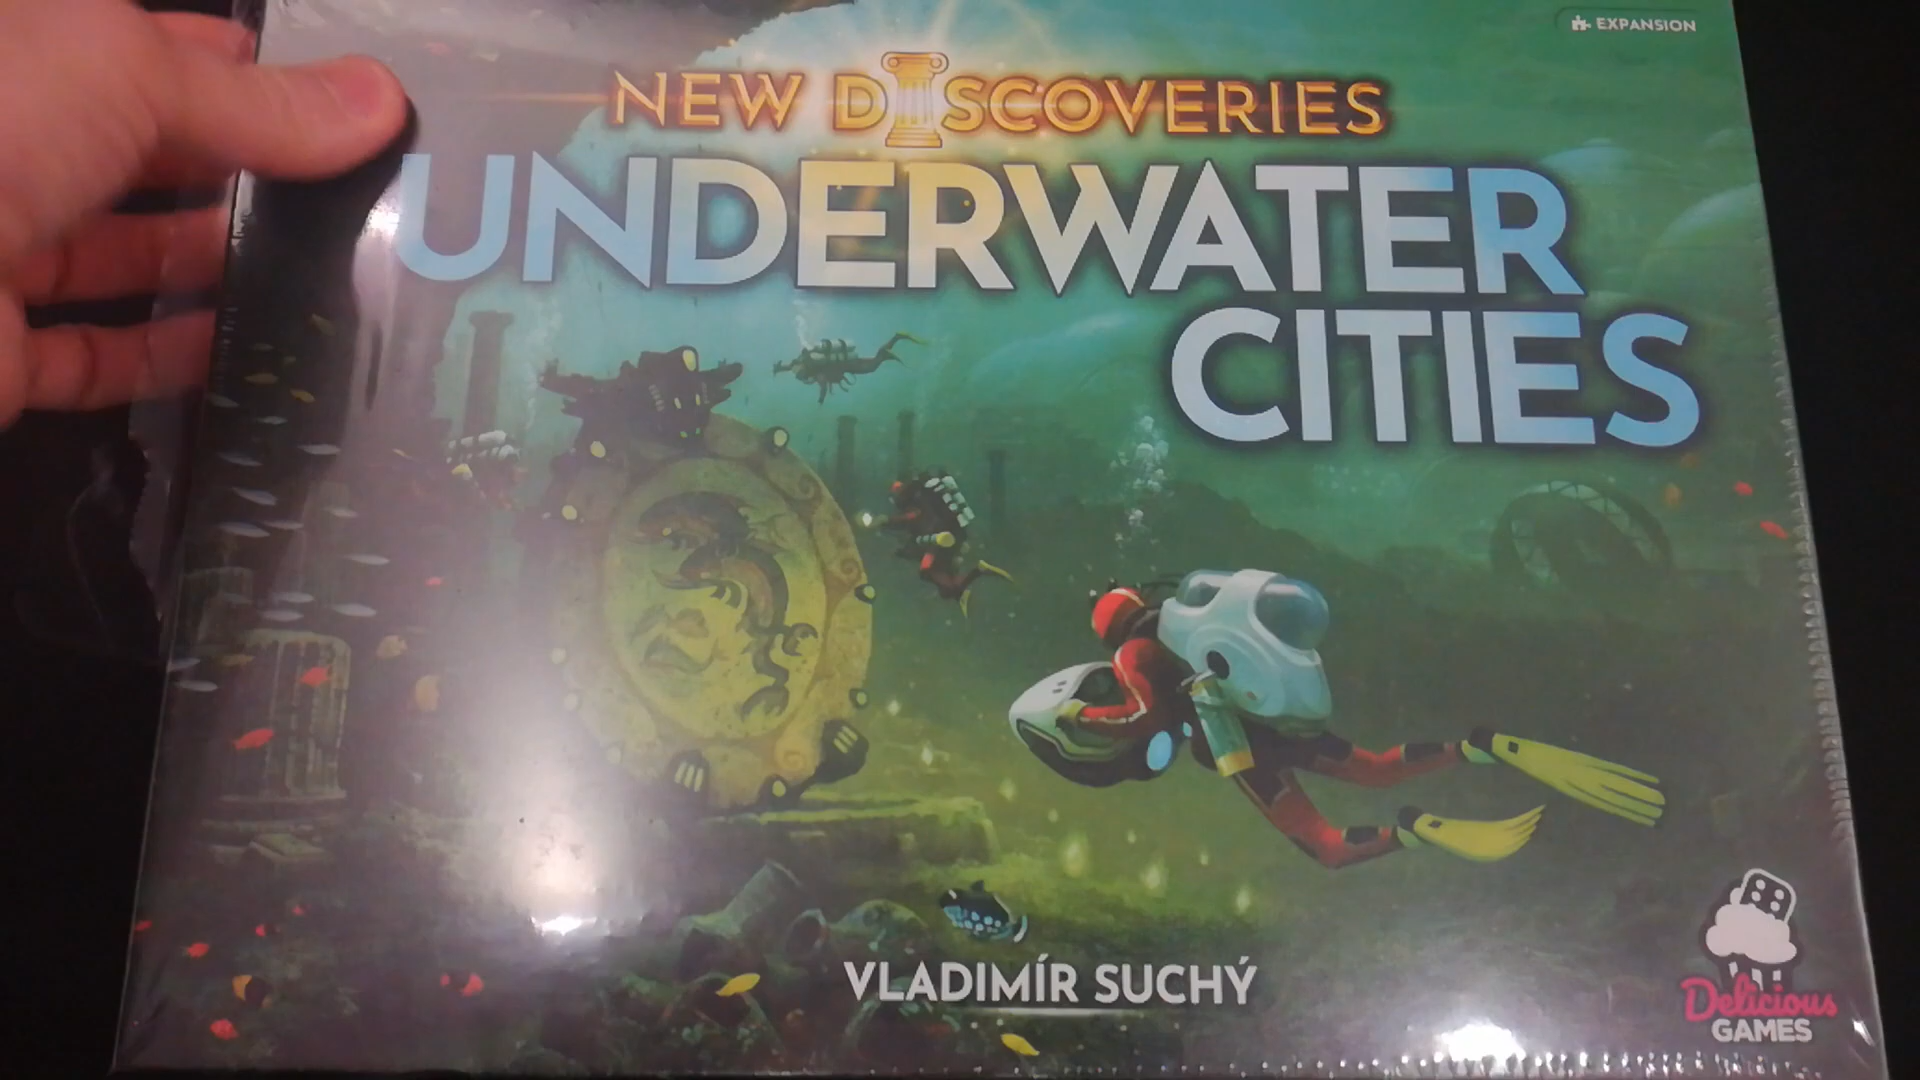 EXPANSION
NEW DISCOVERIES
UNDERWATER
CITIES
VLADIMÍR SUCHÝ
Delicious
GAMES